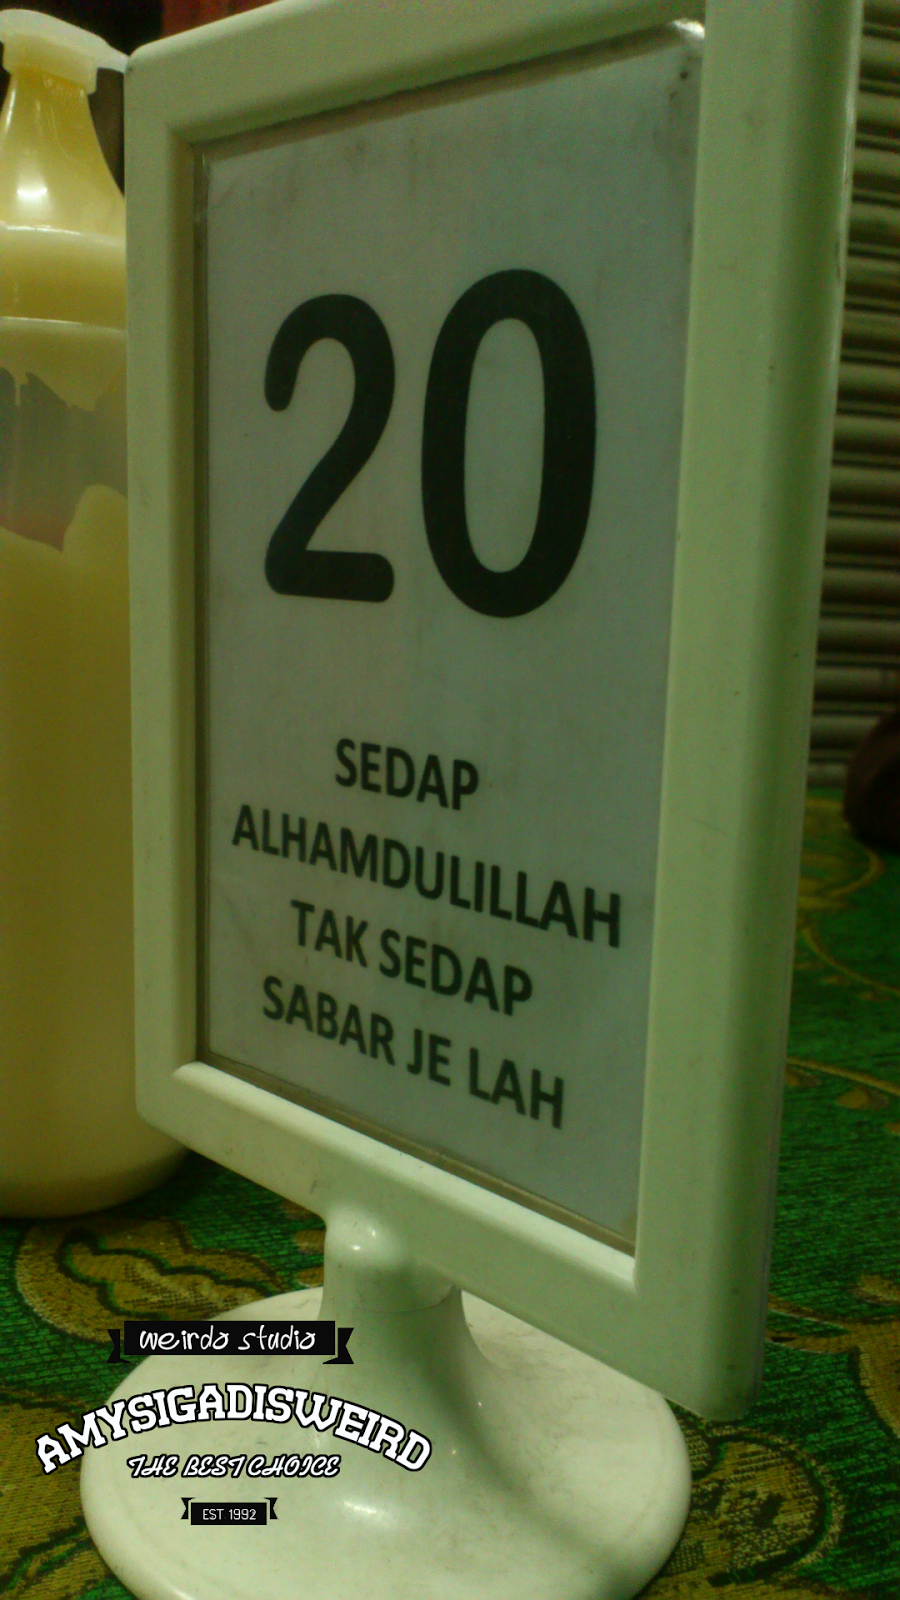 20
SEDAP
ALHAMDULILLAH
TAK SEDAP
SABAR JE LAH
weirdo studio
AMYSIGADISWEIRD
THE BEST CHOICE
EST 1992